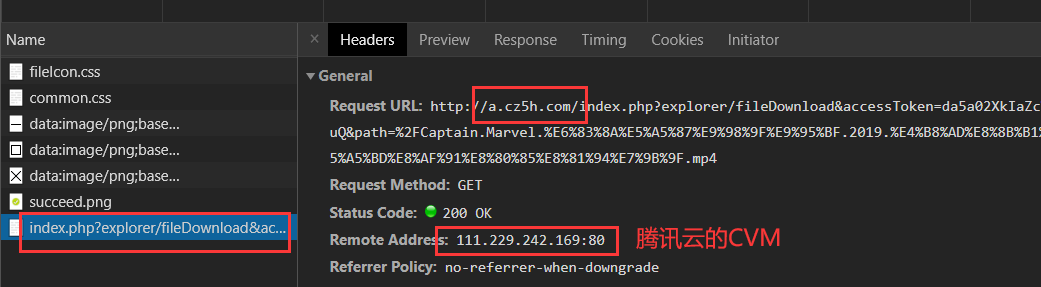 Name
× Headers Preview Response Timing Cookies Initiator
fileIcon.css
common.css
data:image/png;base...
data:image/png;base...
data:image/png;base...
succeed.png
index.php?explorer/fileDownload&ac...
General
Request URL: http://a.cz5h.com/index.php?explorer/fileDownload&accessToken=da5a02XkIaZc
uQ&path=%2FCaptain.Marvel.%E6%83%8A%E5%A5%87%E9%98%9F%E9%95%BF.2019.%E4%B8%AD%E8%8B%B1%
5%A5%BD%E8%AF%91%E8%80%85%E8%81%94%E7%9B%9F.mp4
Request Method: GET
Status Code: 200 OK
Remote Address: 111.229.242.169:80 腾讯云的CVM
Referrer Policy: no-referrer-when-downgrade